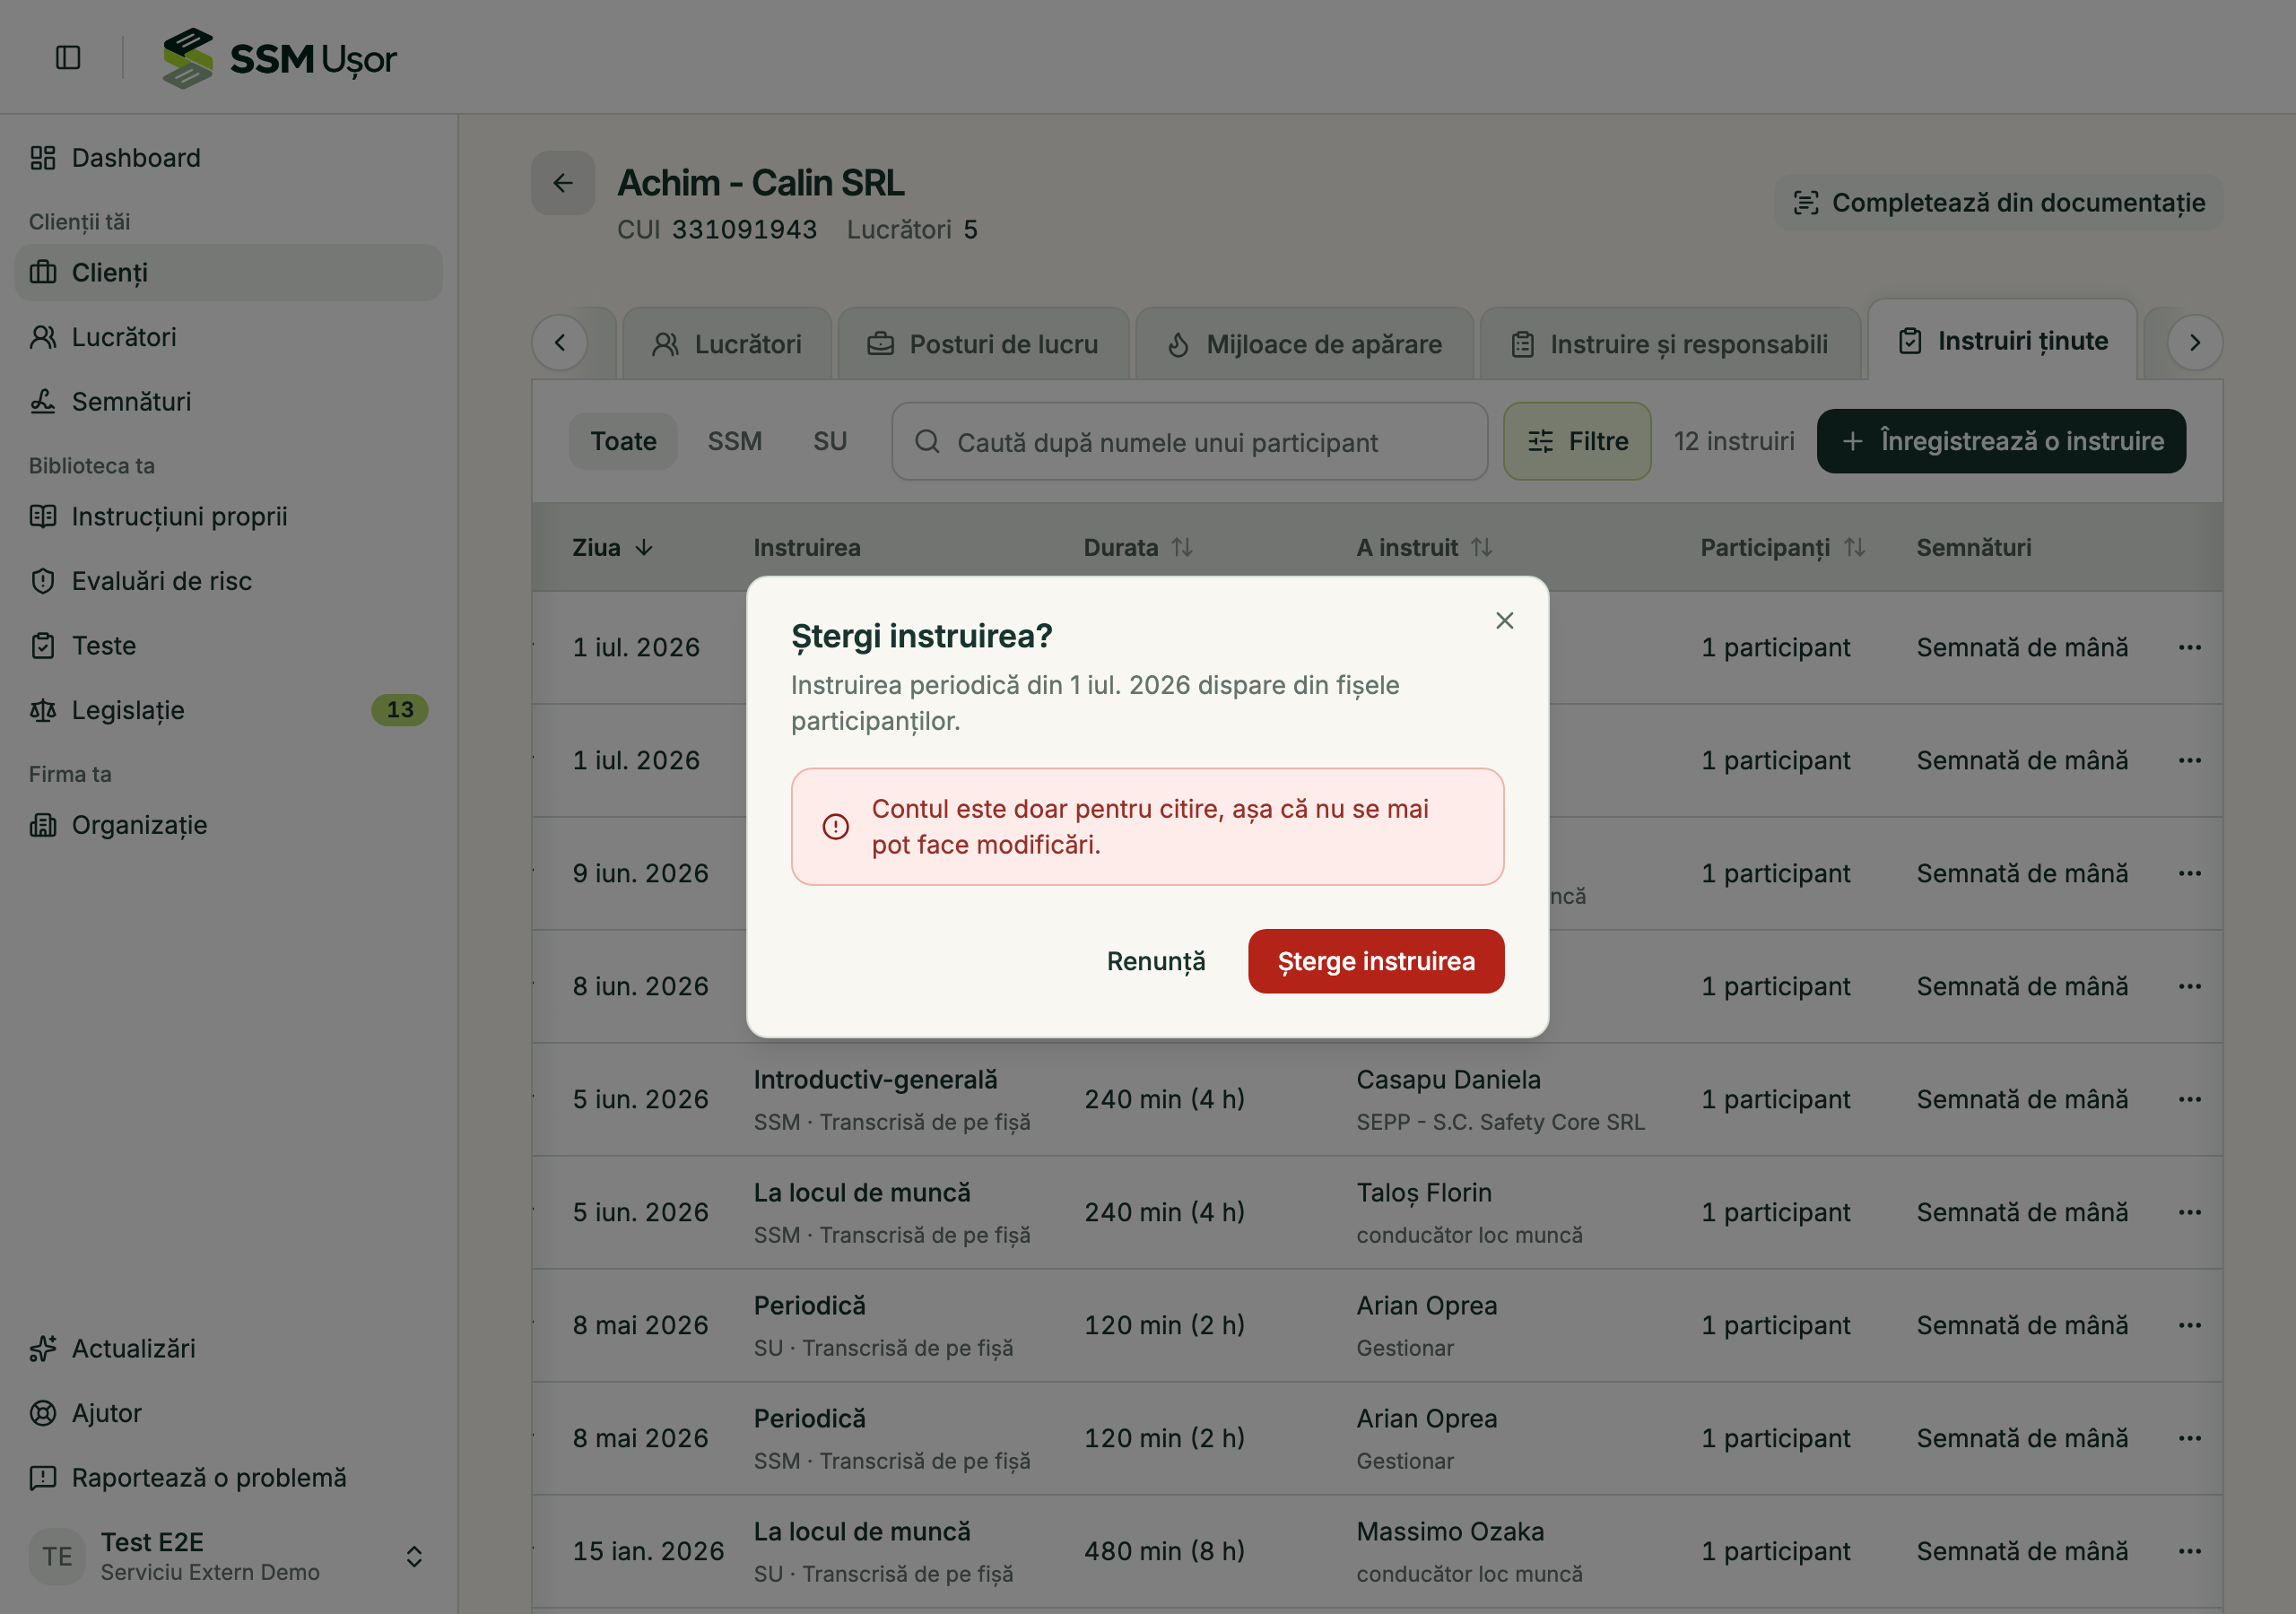 SSM Ușor
Dashboard
Clienții tăi
Clienți
Lucrători
Semnături
Biblioteca ta
Instrucțiuni proprii
Evaluări de risc
Teste
Legislație 13
Firma ta
Organizație
Actualizări
Ajutor
Raportează o problemă
TE
Test E2E
Serviciu Extern Demo
Achim - Calin SRL
CUI 331091943 Lucrători 5
Completează din documentație
Lucrători Posturi de lucru Mijloace de apărare Instruire și responsabili Instruiri ținute
Toate SSM SU Caută după numele unui participant Filtre 12 instruiri + Înregistrează o instruire
Ziua Instruirea Durata A instruit Participanți Semnături
1 iul. 2026 1 participant Semnată de mână
1 iul. 2026 1 participant Semnată de mână
9 iun. 2026 1 participant Semnată de mână
ncă
8 iun. 2026 1 participant Semnată de mână
Ștergi instruirea?
Instruirea periodică din 1 iul. 2026 dispare din fișele
participanților.
Contul este doar pentru citire, așa că nu se mai
pot face modificări.
Renunță Șterge instruirea
5 iun. 2026 Introductiv-generală 240 min (4 h) Casapu Daniela 1 participant Semnată de mână
SSM · Transcrisă de pe fișă SEPP - S.C. Safety Core SRL
5 iun. 2026 La locul de muncă 240 min (4 h) Taloș Florin 1 participant Semnată de mână
SSM · Transcrisă de pe fișă conducător loc muncă
8 mai 2026 Periodică 120 min (2 h) Arian Oprea 1 participant Semnată de mână
SU · Transcrisă de pe fișă Gestionar
8 mai 2026 Periodică 120 min (2 h) Arian Oprea 1 participant Semnată de mână
SSM · Transcrisă de pe fișă Gestionar
15 ian. 2026 La locul de muncă 480 min (8 h) Massimo Ozaka 1 participant Semnată de mână
SU · Transcrisă de pe fișă conducător loc muncă